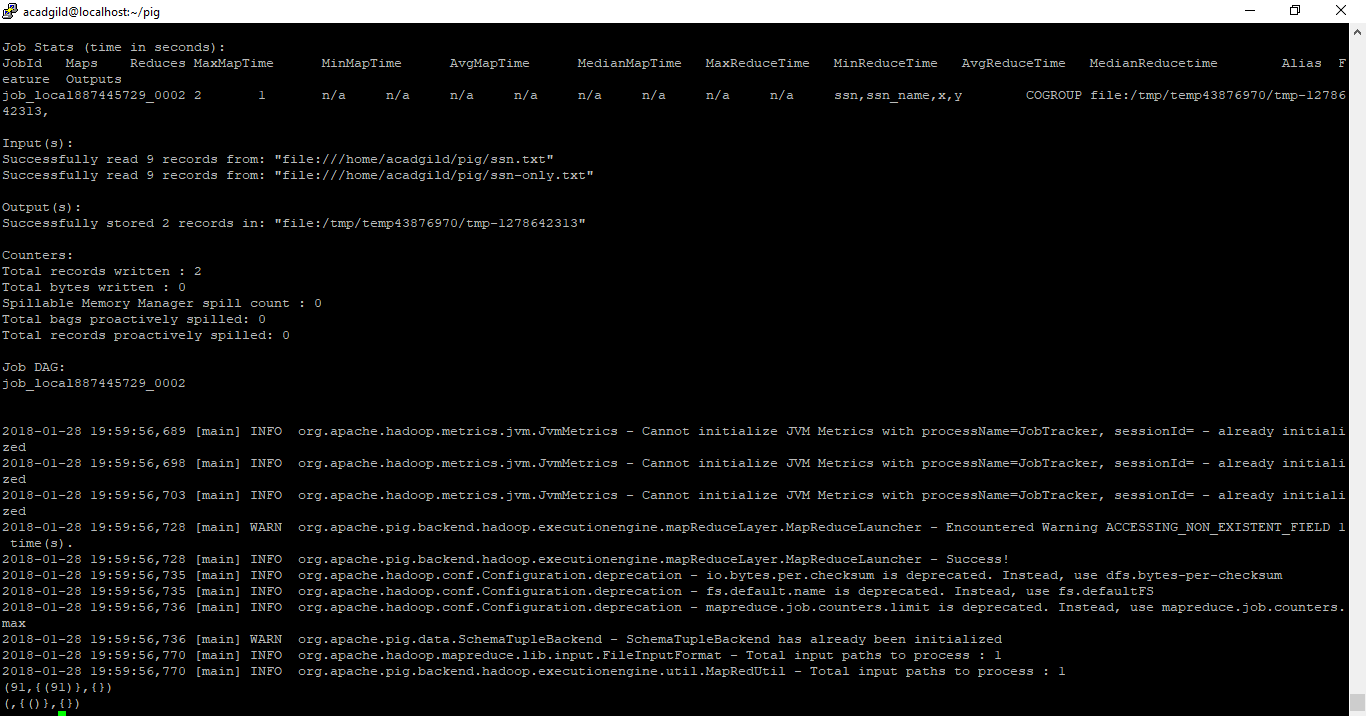 acadgild@localhost:~/pig
Job Stats (time in seconds):
JobId   Maps    Reduces MaxMapTime      MinMapTime      AvgMapTime      MedianMapTime   MaxReduceTime   MinReduceTime   AvgReduceTime   MedianReducetime        Alias  F
eature  Outputs
job_local887445729_0002 2       1       n/a     n/a     n/a     n/a     n/a     n/a     n/a     n/a     ssn,ssn_name,x,y        COGROUP file:/tmp/temp43876970/tmp-12786
42313,
Input(s):
Successfully read 9 records from: "file:///home/acadgild/pig/ssn.txt"
Successfully read 9 records from: "file:///home/acadgild/pig/ssn-only.txt"
Output(s):
Successfully stored 2 records in: "file:/tmp/temp43876970/tmp-1278642313"
Counters:
Total records written : 2
Total bytes written : 0
Spillable Memory Manager spill count : 0
Total bags proactively spilled: 0
Total records proactively spilled: 0
Job DAG:
job_local887445729_0002
2018-01-28 19:59:56,689 [main] INFO  org.apache.hadoop.metrics.jvm.JvmMetrics - Cannot initialize JVM Metrics with processName=JobTracker, sessionId= - already initiali
zed
2018-01-28 19:59:56,698 [main] INFO  org.apache.hadoop.metrics.jvm.JvmMetrics - Cannot initialize JVM Metrics with processName=JobTracker, sessionId= - already initiali
zed
2018-01-28 19:59:56,703 [main] INFO  org.apache.hadoop.metrics.jvm.JvmMetrics - Cannot initialize JVM Metrics with processName=JobTracker, sessionId= - already initiali
zed
2018-01-28 19:59:56,728 [main] WARN  org.apache.pig.backend.hadoop.executionengine.mapReduceLayer.MapReduceLauncher - Encountered Warning ACCESSING_NON_EXISTENT_FIELD 1
 time(s).
2018-01-28 19:59:56,728 [main] INFO  org.apache.pig.backend.hadoop.executionengine.mapReduceLayer.MapReduceLauncher - Success!
2018-01-28 19:59:56,735 [main] INFO  org.apache.hadoop.conf.Configuration.deprecation - io.bytes.per.checksum is deprecated. Instead, use dfs.bytes-per-checksum
2018-01-28 19:59:56,735 [main] INFO  org.apache.hadoop.conf.Configuration.deprecation - fs.default.name is deprecated. Instead, use fs.defaultFS
2018-01-28 19:59:56,736 [main] INFO  org.apache.hadoop.conf.Configuration.deprecation - mapreduce.job.counters.limit is deprecated. Instead, use mapreduce.job.counters.
max
2018-01-28 19:59:56,736 [main] WARN  org.apache.pig.data.SchemaTupleBackend - SchemaTupleBackend has already been initialized
2018-01-28 19:59:56,770 [main] INFO  org.apache.hadoop.mapreduce.lib.input.FileInputFormat - Total input paths to process : 1
2018-01-28 19:59:56,770 [main] INFO  org.apache.pig.backend.hadoop.executionengine.util.MapRedUtil - Total input paths to process : 1
(91,{(91)},{})
(,{()},{})